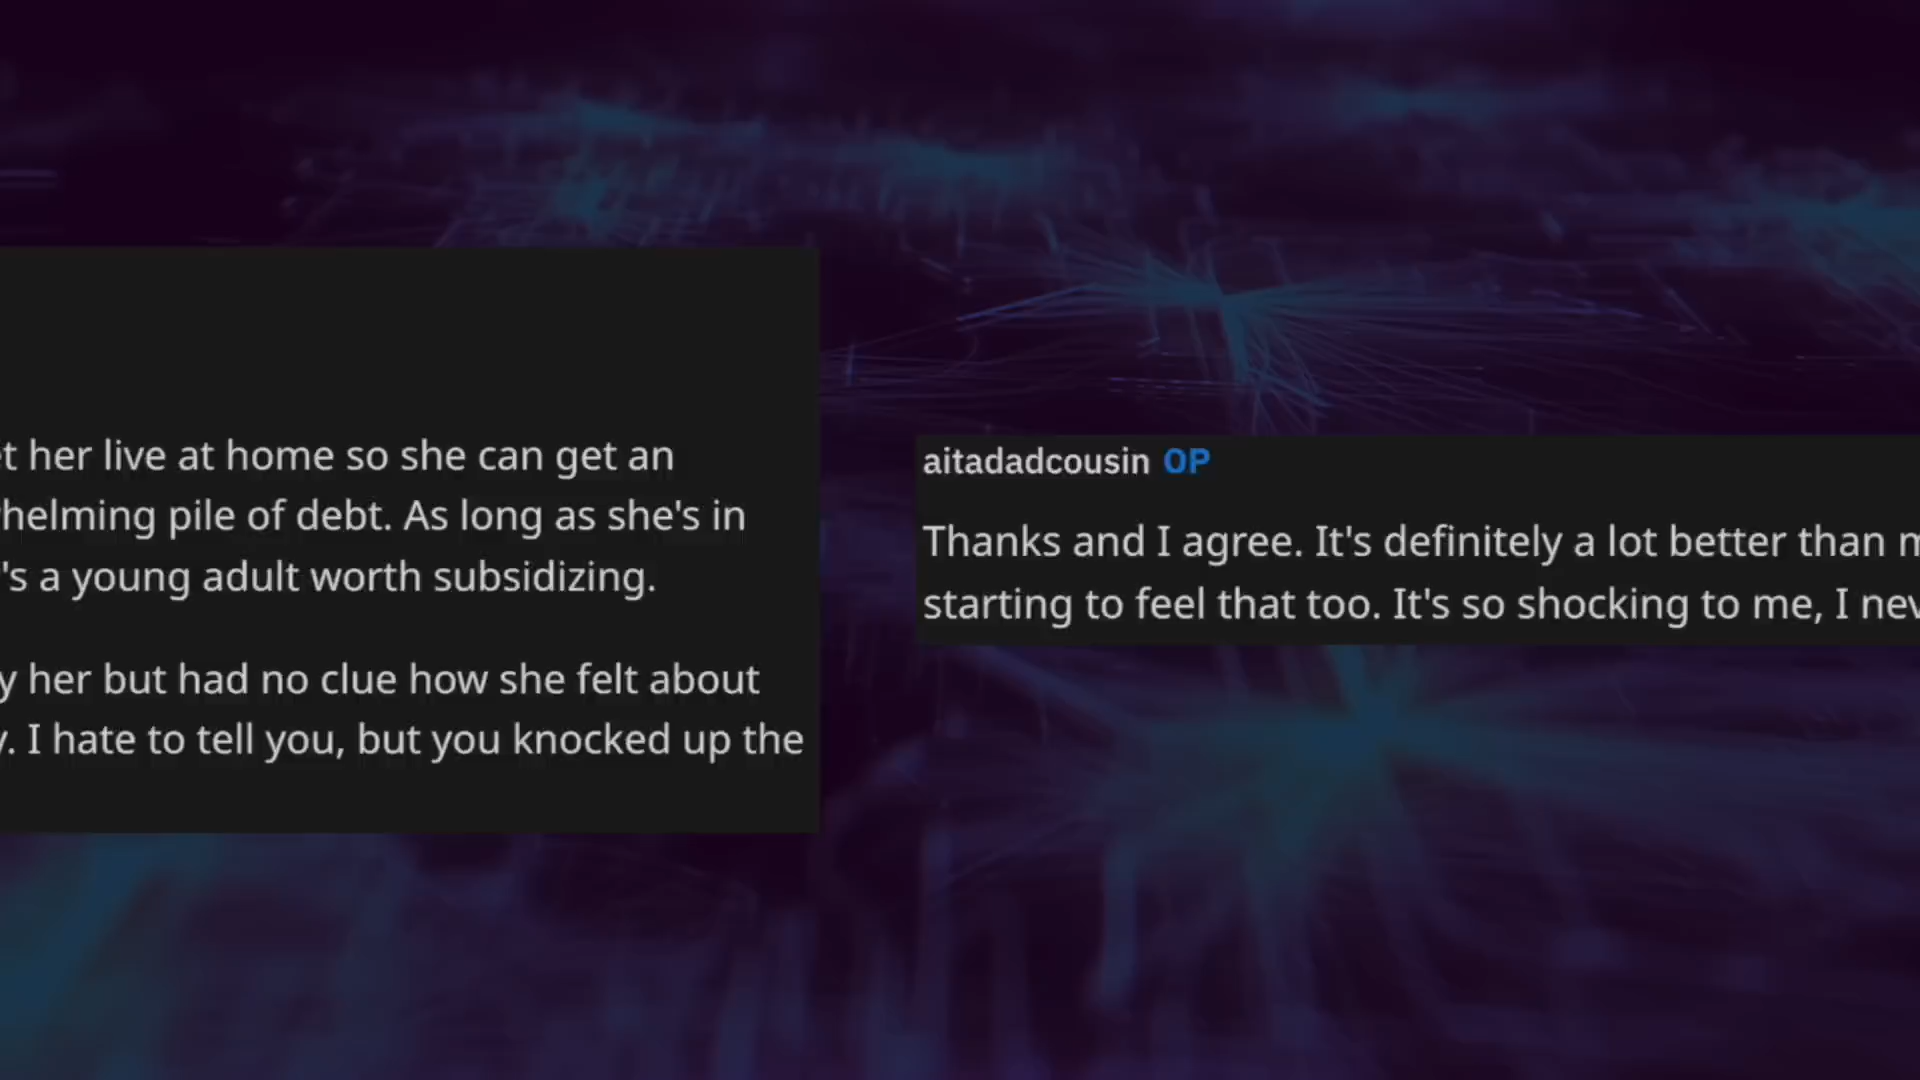 her live at home so she can get an
pile of debt. As long as she's in
a young adult worth subsidizing.
her but had no clue how she felt about
I hate to tell you, but you knocked up the
aitadadcousin OP
Thanks and I agree. It's definitely a lot better than
starting to feel that too. It's so shocking to me, I